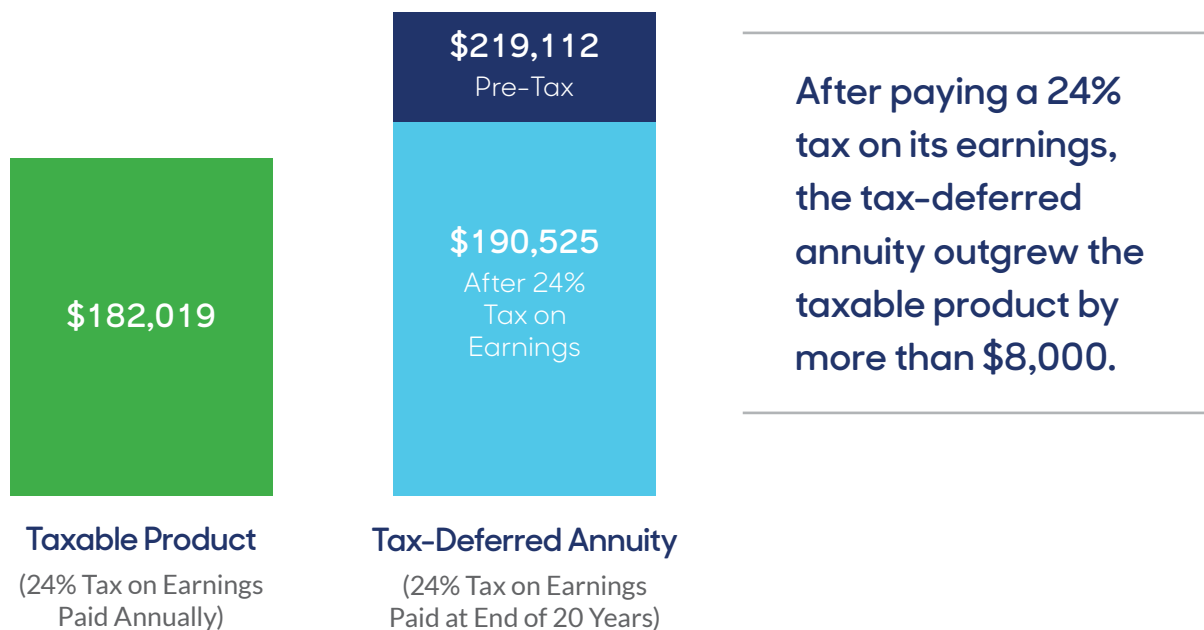 $219,112
Pre-Tax
$190,525
After 24%
Tax on
Earnings
$182,019
Taxable Product
(24% Tax on Earnings
Paid Annually)
Tax-Deferred Annuity
(24% Tax on Earnings
Paid at End of 20 Years)
After paying a 24%
tax on its earnings,
the tax-deferred
annuity outgrew the
taxable product by
more than $8,000.